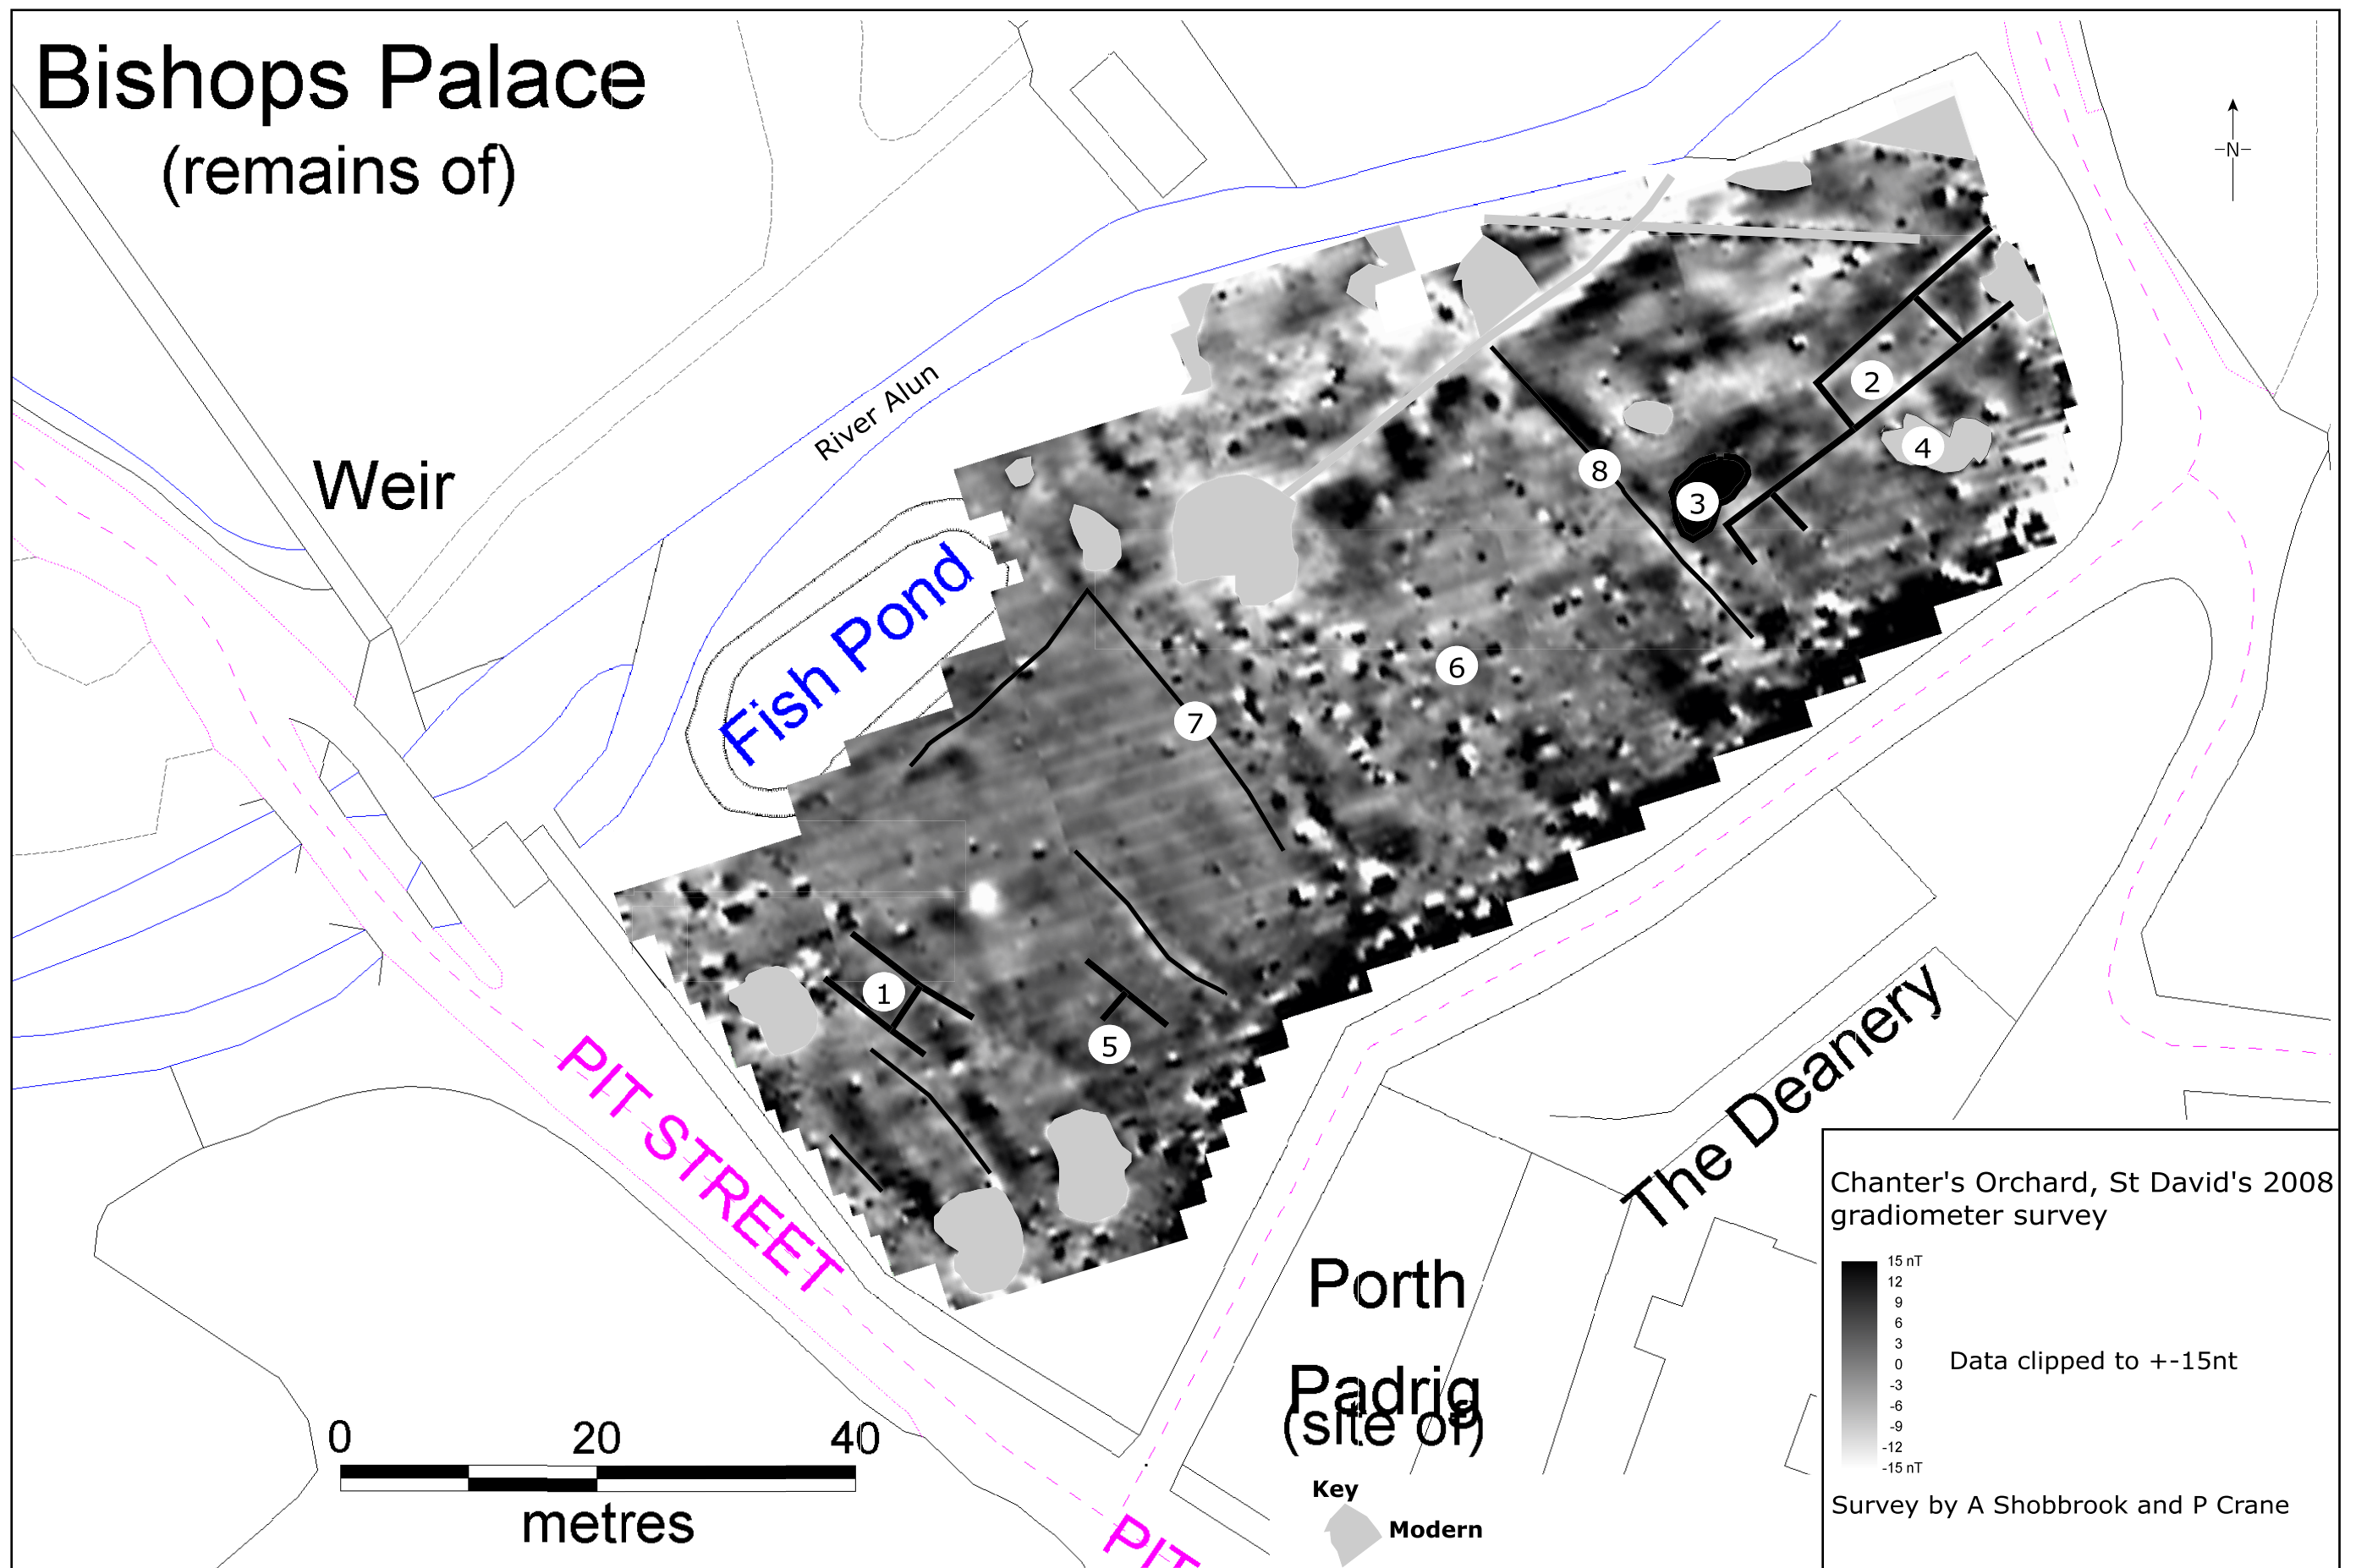 Bishops Palace
(remains of)
N
River Alun
Weir
Fish Pond
2
8
4
3
6
7
1
5
PIT STREET
The Deanery
Chanter's Orchard, St David's 2008
gradiometer survey
15 nT
12
9
6
3
0
-3
-6
-9
-12
-15 nT
Data clipped to +-15nt
Survey by A Shobbrook and P Crane
Porth
Padrig
(site of)
0 20 40
metres
Key
Modern
PIT